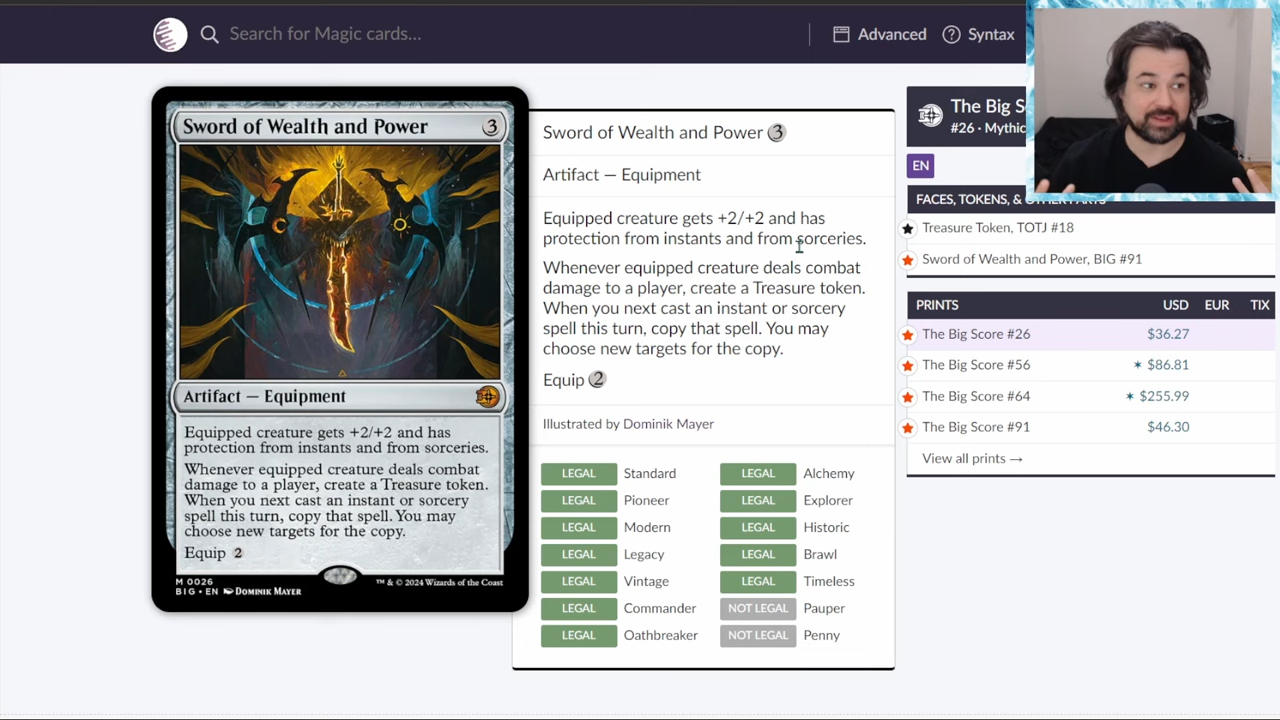 Search for Magic cards...
Advanced
Syntax
Sword of Wealth and Power 3
Artifact — Equipment
Equipped creature gets +2/+2 and has
protection from instants and from sorceries.
Whenever equipped creature deals combat
damage to a player, create a Treasure token.
When you next cast an instant or sorcery
spell this turn, copy that spell. You may
choose new targets for the copy.
Equip 2
M 0026
BIG • EN DOMINIK MAYER
™ & © 2024 Wizards of the Coast
Sword of Wealth and Power 3
Artifact — Equipment
Equipped creature gets +2/+2 and has
protection from instants and from sorceries.
Whenever equipped creature deals combat
damage to a player, create a Treasure token.
When you next cast an instant or sorcery
spell this turn, copy that spell. You may
choose new targets for the copy.
Equip 2
Illustrated by Dominik Mayer
LEGAL Standard LEGAL Alchemy
LEGAL Pioneer LEGAL Explorer
LEGAL Modern LEGAL Historic
LEGAL Legacy LEGAL Brawl
LEGAL Vintage LEGAL Timeless
LEGAL Commander NOT LEGAL Pauper
LEGAL Oathbreaker NOT LEGAL Penny
The Big S
#26 · Mythic
EN
FACES, TOKENS, &
Treasure Token, TOTJ #18
Sword of Wealth and Power, BIG #91
PRINTS USD EUR TIX
The Big Score #26 $36.27
The Big Score #56 ✶ $86.81
The Big Score #64 ✶ $255.99
The Big Score #91 $46.30
View all prints →